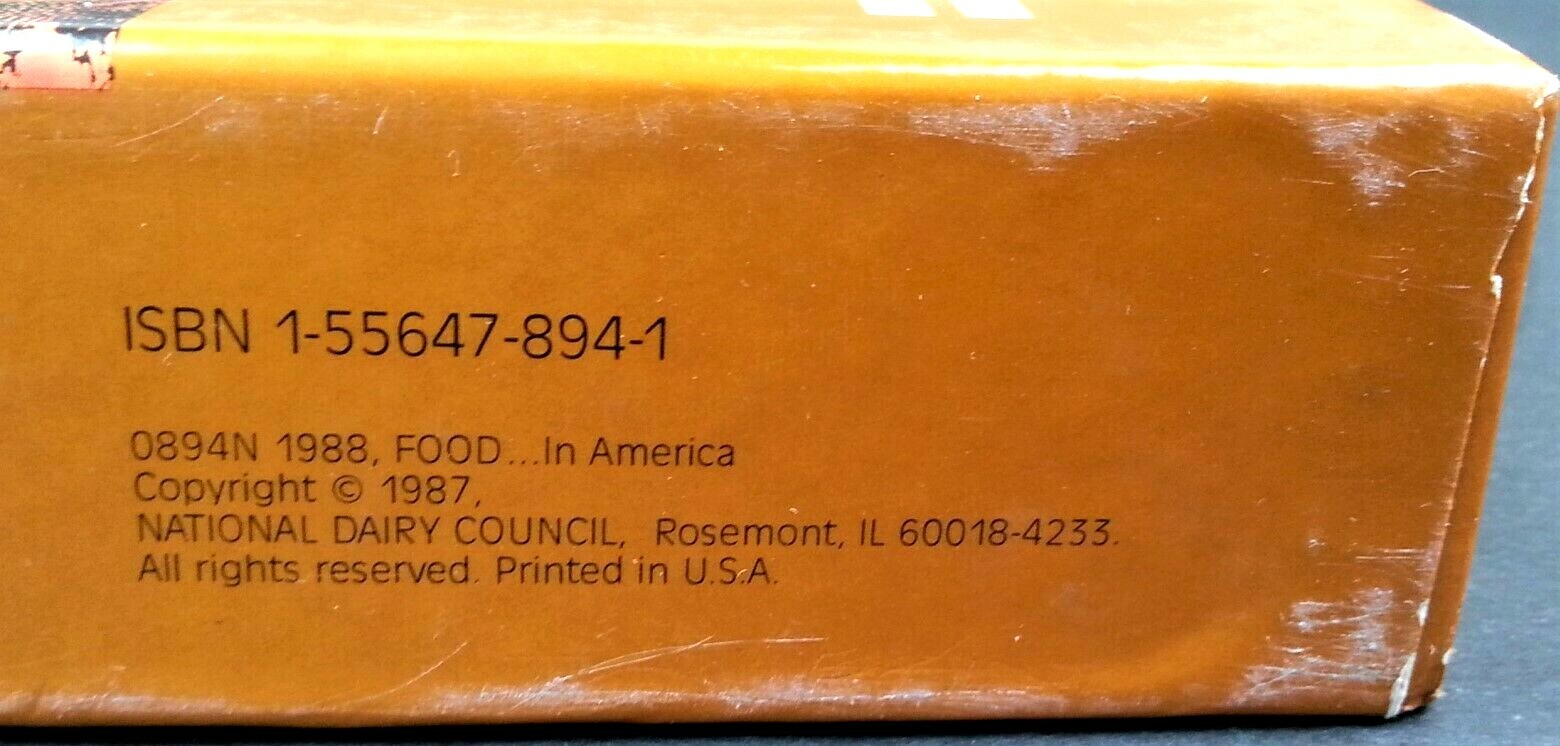 ISBN 1-55647-894-1
0894N 1988, FOOD...In America
Copyright © 1987,
NATIONAL DAIRY COUNCIL, Rosemont, IL 60018-4233.
All rights reserved. Printed in U.S.A.